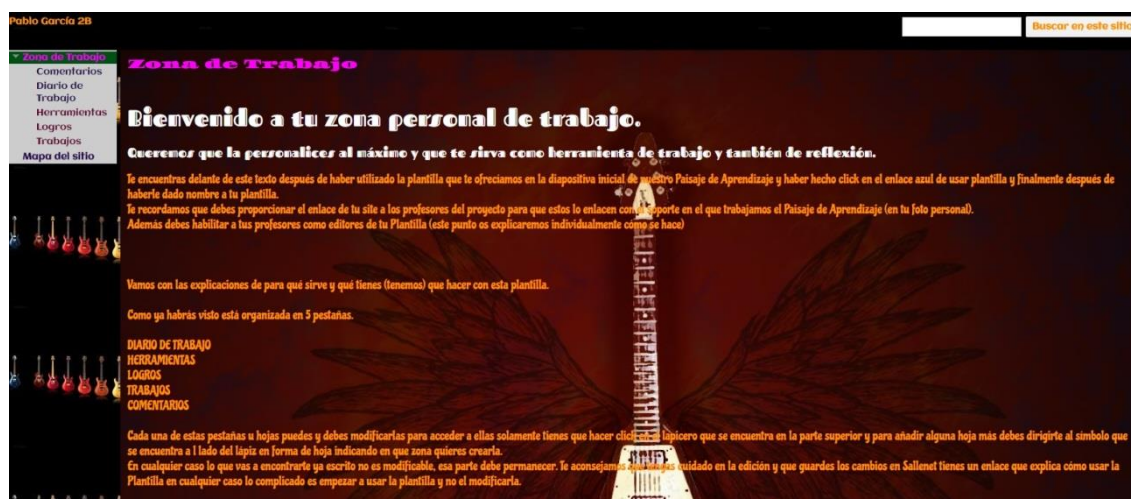 Pablo García 2B
Buscar en este sitio
Zona de Trabajo
Comentarios
Diario de
Trabajo
Herramientas
Logros
Trabajos
Mapa del sitio
Zona de Trabajo
Bienvenido a tu zona personal de trabajo.
Queremos que la personalices al máximo y que te sirva como herramienta de trabajo y también de reflexión.
Te encuentras delante de este texto después de haber utilizado la plantilla que te ofreciamos en la diapositiva inicial de nuestro Paisaje de Aprendizaje y haber hecho click en el enlace azul de usar plantilla y finalmente después de
haberle dado nombre a tu plantilla.
Te recordamos que debes proporcionar el enlace de tu site a los profesores del proyecto para que estos lo enlacen con el soporte en el que trabajamos el Paisaje de Aprendizaje (en tu foto personal).
Además debes habilitar a tus profesores como editores de tu Plantilla (este punto os explicaremos individualmente cómo se hace)
Vamos con las explicaciones de para qué sirve y qué tienes (tenemos) que hacer con esta plantilla.
Como ya habrás visto está organizada en 5 pestañas.
DIARIO DE TRABAJO
HERRAMIENTAS
LOGROS
TRABAJOS
COMENTARIOS
Cada una de estas pestañas u hojas puedes y debes modificarlas para acceder a ellas solamente tienes que hacer click en el lapicero que se encuentra en la parte superior y para añadir alguna hoja más debes dirigirte al símbolo que
se encuentra a l lado del lápiz en forma de hoja indicando en que zona quieres crearla.
En cualquier caso lo que vas a encontrarte ya escrito no es modificable, esa parte debe permanecer. Te aconsejamos que cuidado en la edición y que guardes los cambios en Sallenet tienes un enlace que explica cómo usar la
Plantilla en cualquier caso lo complicado es empezar a usar la plantilla y no el modificarla.